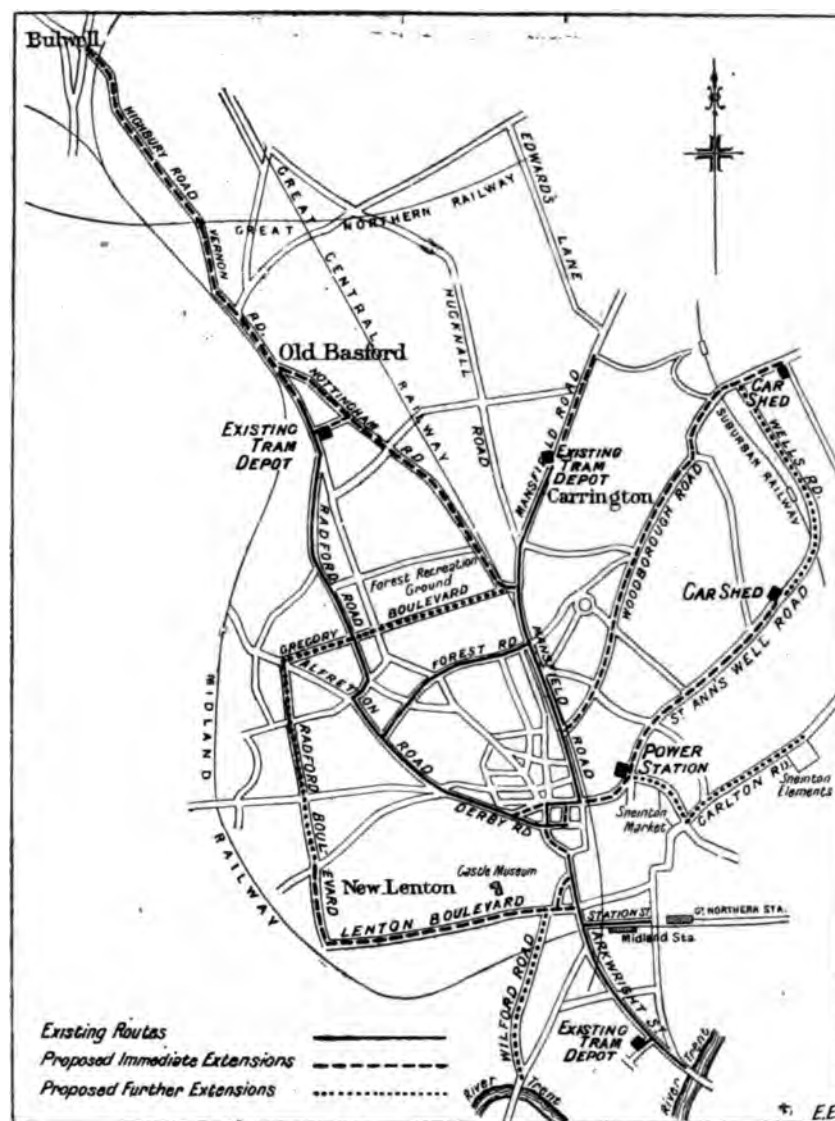 Bulwell
HIGHBURY ROAD
VERNON RD.
GREAT NORTHERN RAILWAY
GREAT CENTRAL RAILWAY
EDWARDS LANE
HUCKNALL ROAD
Old Basford
NOTTINGHAM RD.
MANSFIELD ROAD
CAR SHED
WELLS RD.
SUBURBAN RAILWAY
EXISTING TRAM DEPOT
EXISTING TRAM DEPOT
Carrington
WOODBOROUGH ROAD
RADFORD ROAD
Forest Recreation Ground
CAR SHED
GREGORY BOULEVARD
FOREST RD.
MANSFIELD ROAD
ST ANNS WELL ROAD
ALFRETON ROAD
MIDLAND RAILWAY
RADFORD BOULEVARD
POWER STATION
DERBY RD
Sneinton Market
CARLTON RD.
Sneinton Elements
New Lenton
Castle Museum
LENTON BOULEVARD
STATION ST
GT. NORTHERN STA.
Midland Sta.
WILFORD ROAD
ARKWRIGHT ST.
EXISTING TRAM DEPOT
River Trent
River Trent
Existing Routes
Proposed Immediate Extensions
Proposed Further Extensions
E.E